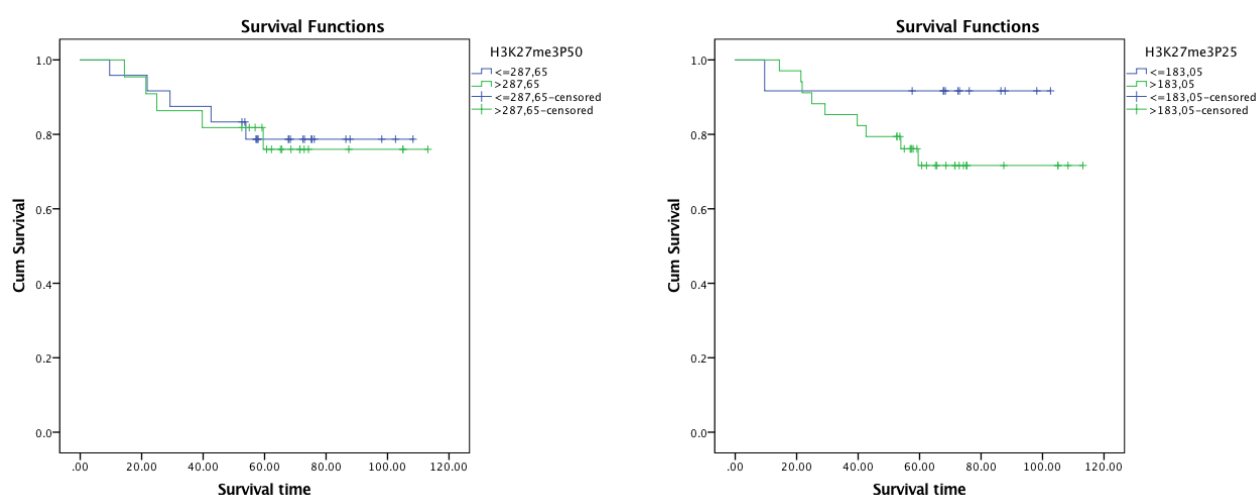 Survival Functions
H3K27me3P50
<=287,65
>287,65
<=287,65-censored
>287,65-censored
1.0
0.8
0.6
0.4
0.2
0.0
Cum Survival
.00 20.00 40.00 60.00 80.00 100.00 120.00
Survival time
Survival Functions
H3K27me3P25
<=183,05
>183,05
<=183,05-censored
>183,05-censored
1.0
0.8
0.6
0.4
0.2
0.0
Cum Survival
.00 20.00 40.00 60.00 80.00 100.00 120.00
Survival time